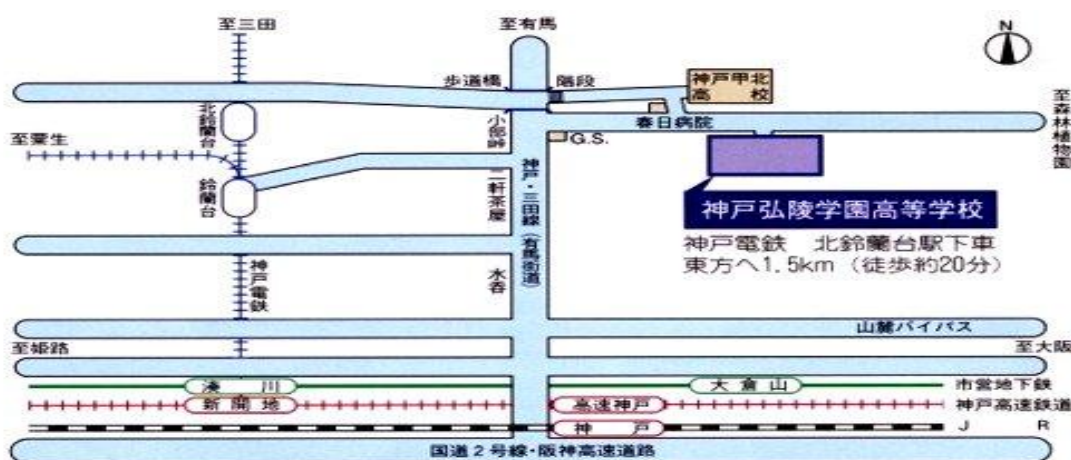 至三田
至有馬
N
歩道橋
階段
神戸甲北
高校
至森林植物園
北鈴蘭台
小部峠
春日病院
G.S.
至粟生
鈴蘭台
二軒茶屋
神戸・三田線(有馬街道)
神戸弘陵学園高等学校
神戸電鉄 北鈴蘭台駅下車
東方へ1.5km(徒歩約20分)
神戸電鉄
水呑
山麓バイパス
至姫路
至大阪
湊川
大倉山
市営地下鉄
新開地
高速神戸
神戸高速鉄道
神戸
JR
国道2号線・阪神高速道路